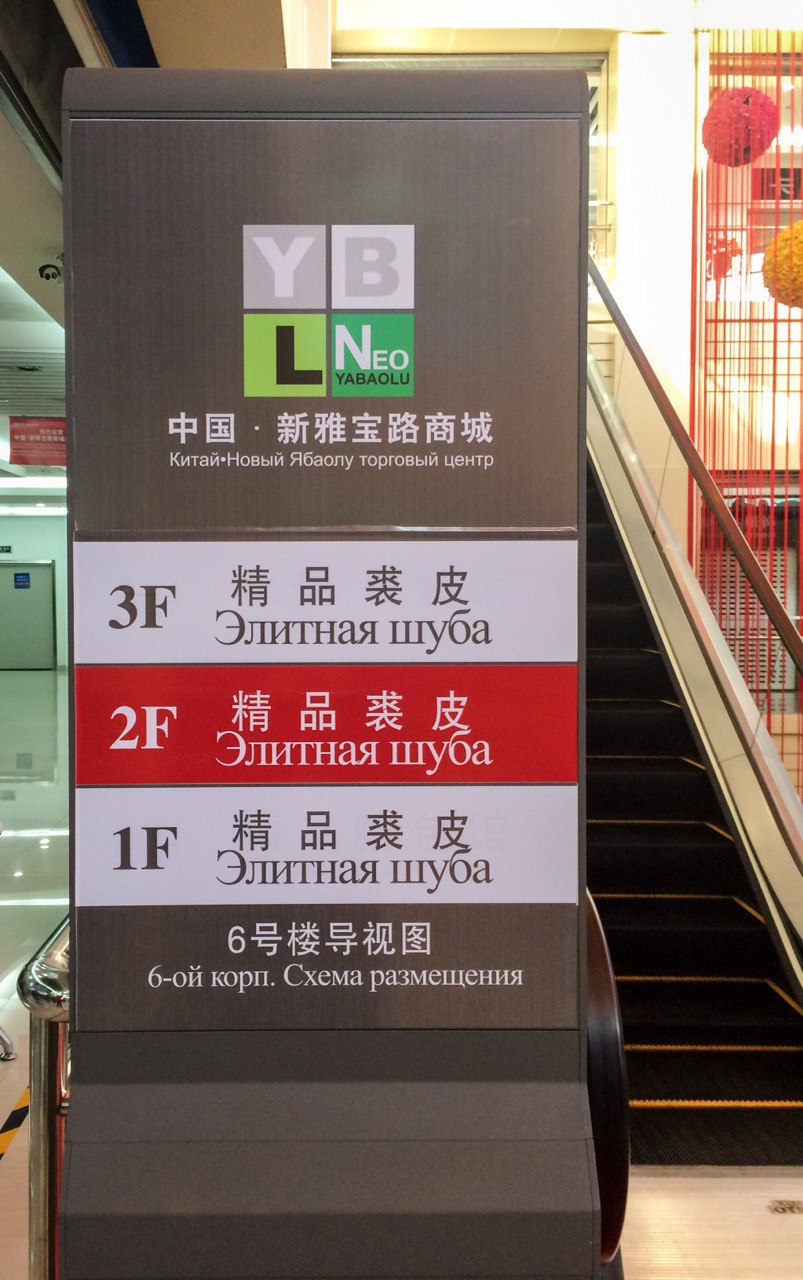 Y B
L NEO
YABAOLU
中国·新雅宝路商城
Китай•Новый Ябаолу торговый центр
3F 精品裘皮
Элитная шуба
2F 精品裘皮
Элитная шуба
1F 精品裘皮
Элитная шуба
6号楼导视图
6-ой корп. Схема размещения